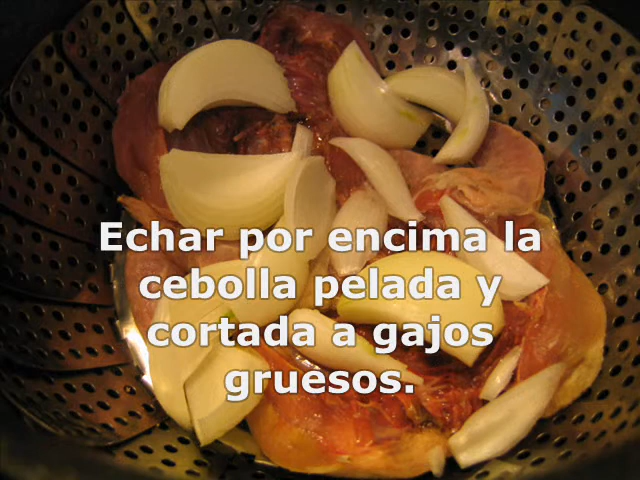 Echar por encima la
cebolla pelada y
cortada a gajos
gruesos.